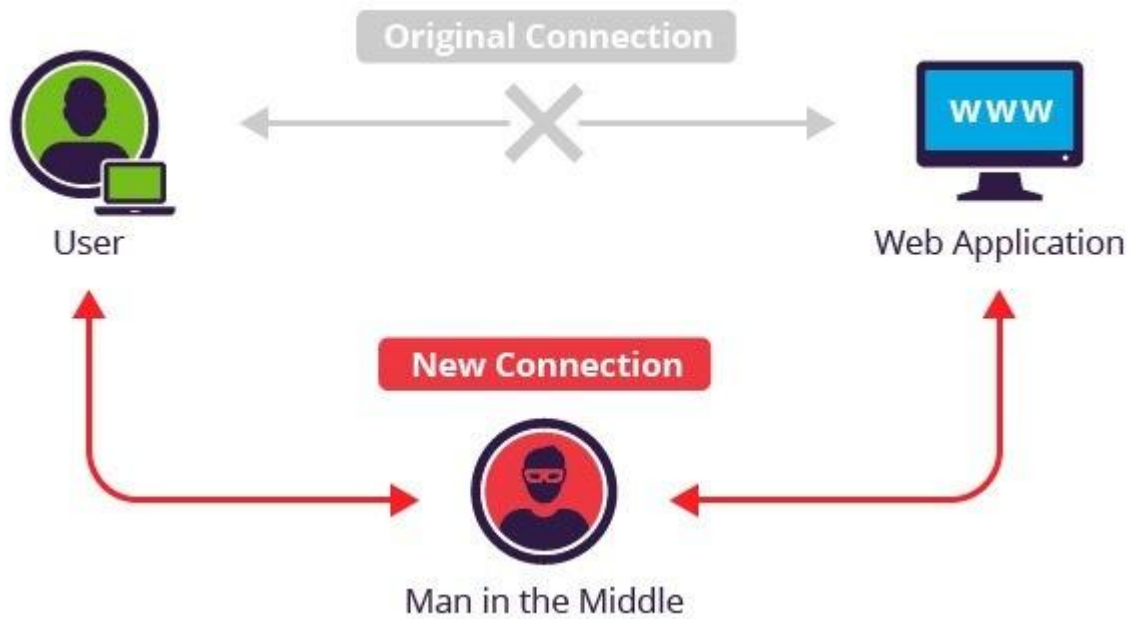 Original Connection
www
User
Web Application
New Connection
Man in the Middle